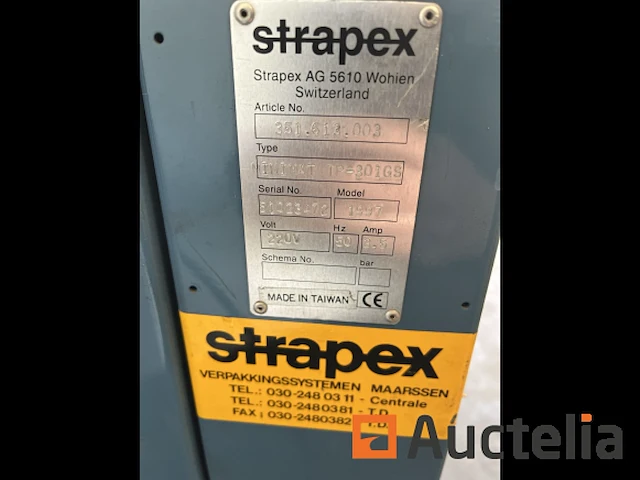 strapex
Strapex AG 5610 Wohlen
Switzerland
Article No.
Type
Serial No. Model
1997
Volt Hz Amp
220V 50
Schema No. bar
MADE IN TAIWAN CE
strapex
VERPAKKINGSSYSTEMEN MAARSSEN
TEL.: 030-248 03 11 - Centrale
TEL.: 030-2480381 - T.D.
FAX : 030-2480382 - T.D.
Auctelia